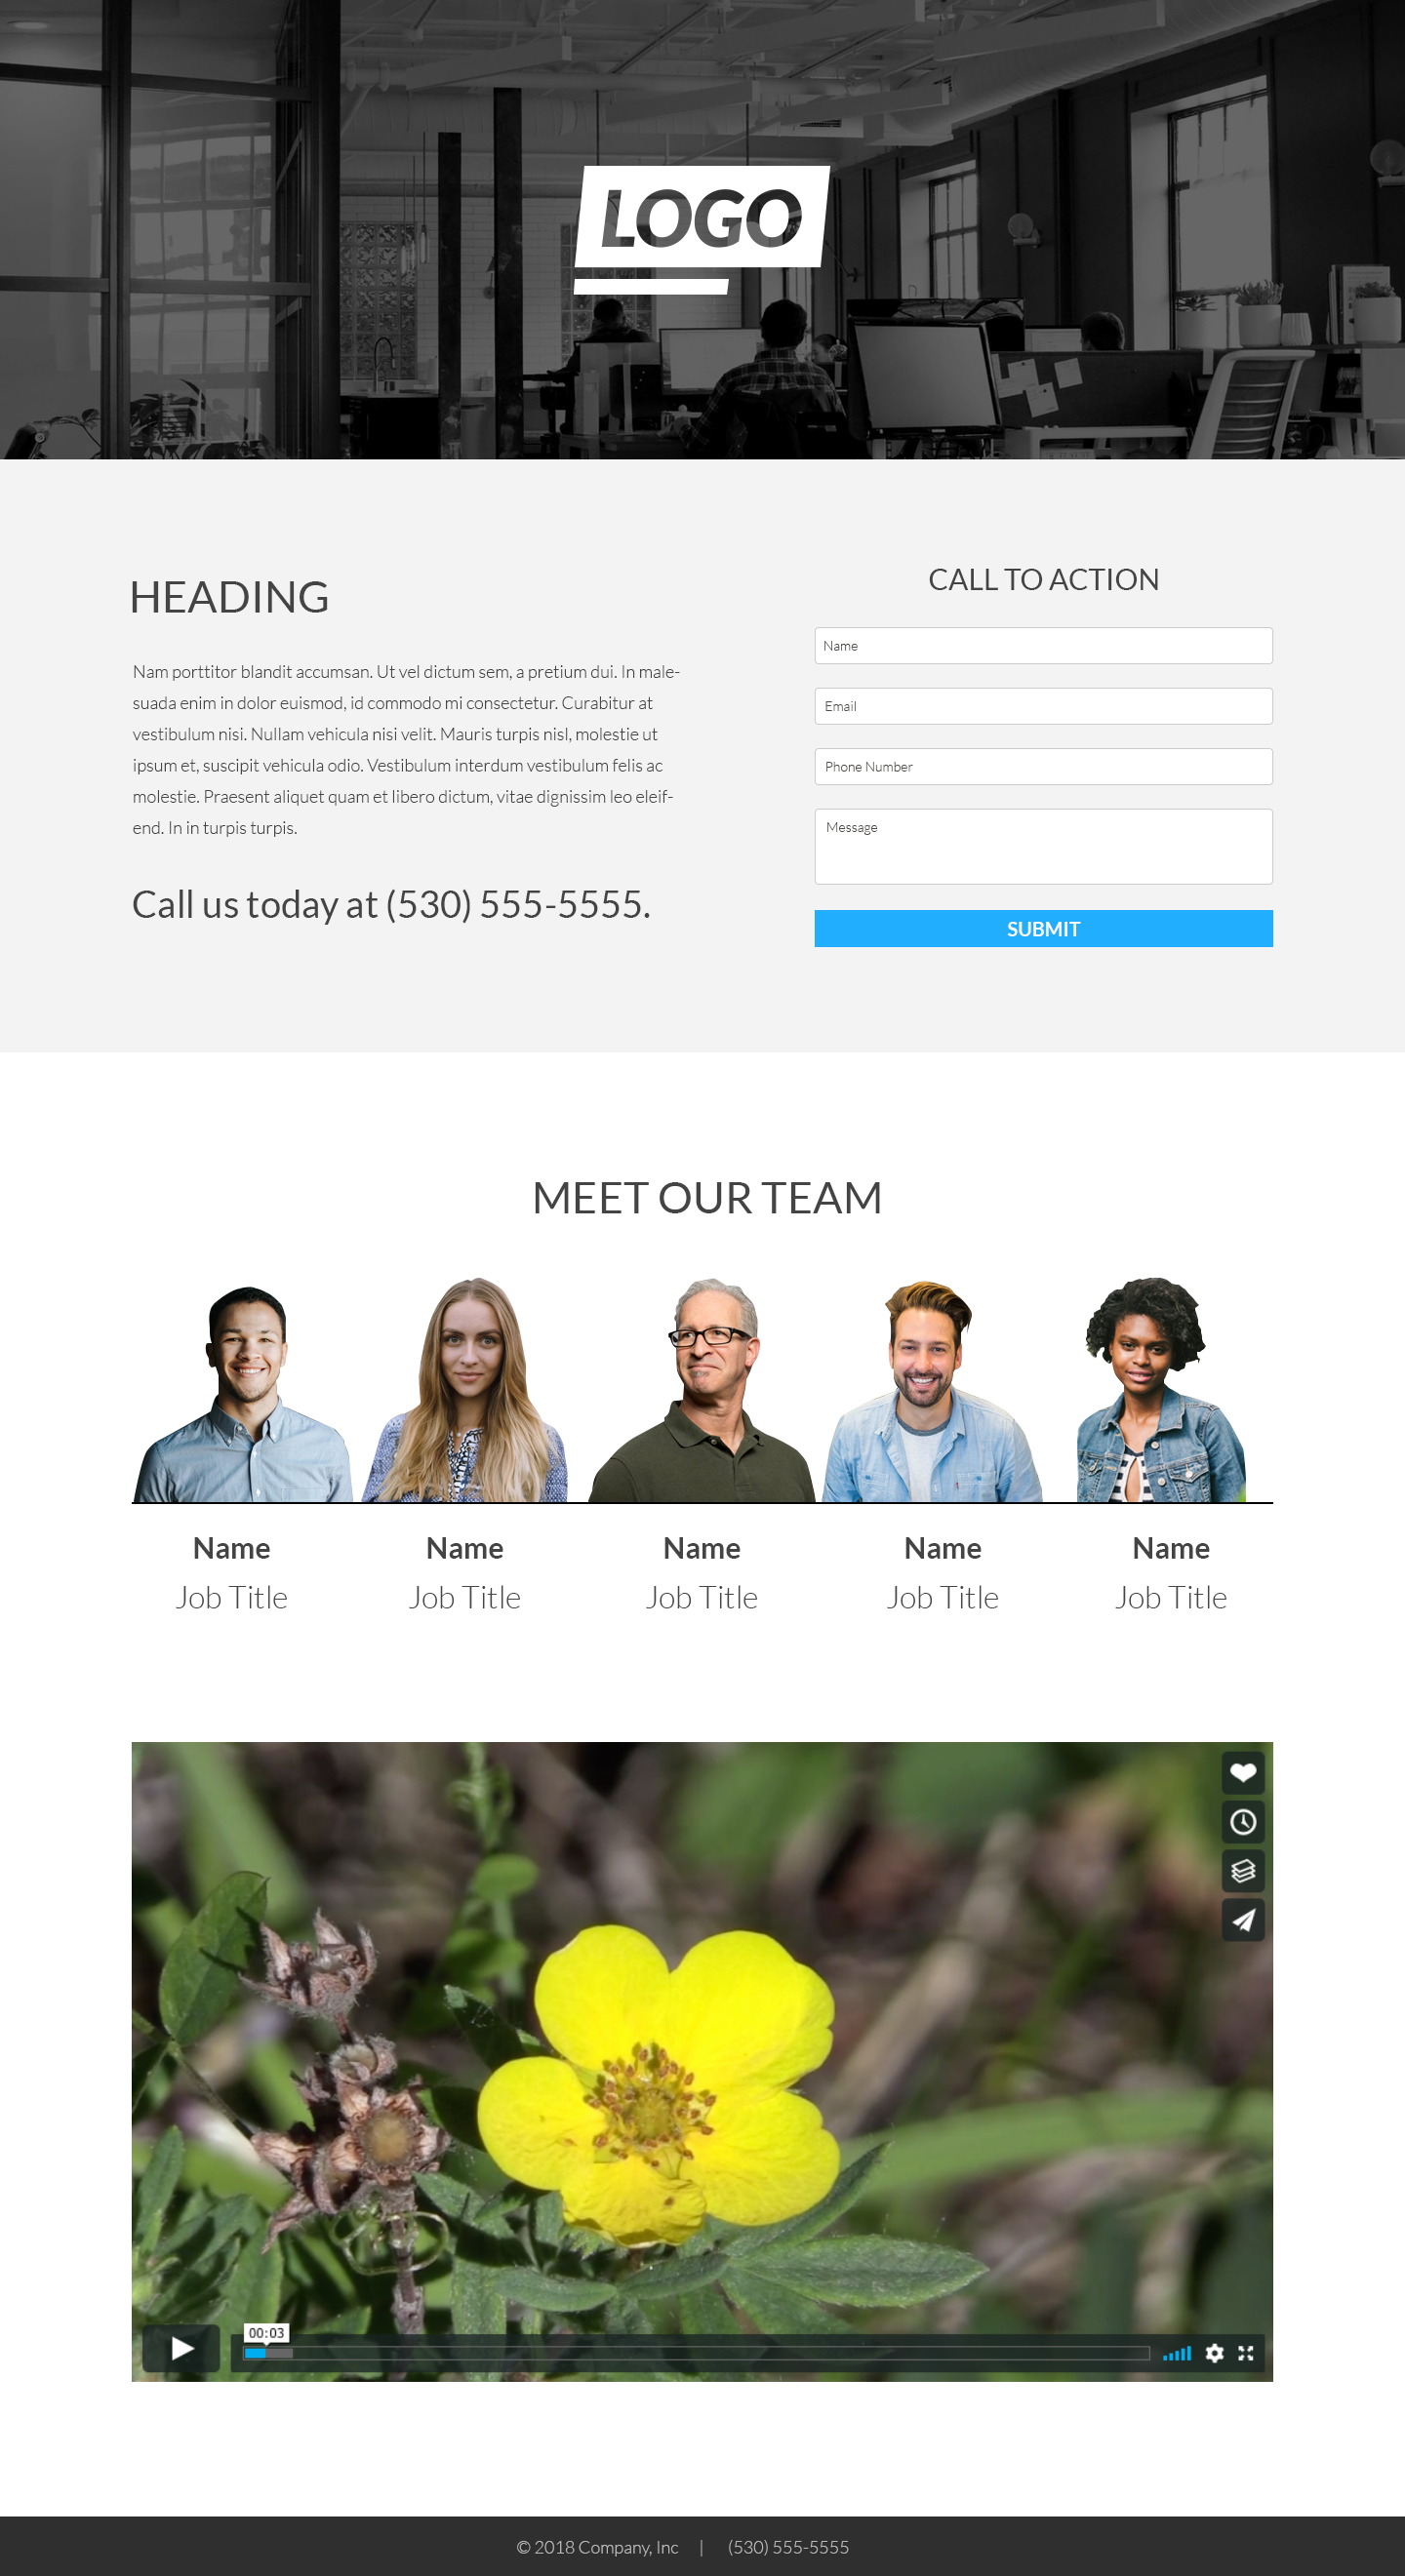 LOGO
HEADING
Nam porttitor blandit accumsan. Ut vel dictum sem, a pretium dui. In male-
suada enim in dolor euismod, id commodo mi consectetur. Curabitur at
vestibulum nisi. Nullam vehicula nisi velit. Mauris turpis nisl, molestie ut
ipsum et, suscipit vehicula odio. Vestibulum interdum vestibulum felis ac
molestie. Praesent aliquet quam et libero dictum, vitae dignissim leo eleif-
end. In in turpis turpis.
Call us today at (530) 555-5555.
CALL TO ACTION
Name
Email
Phone Number
Message
SUBMIT
MEET OUR TEAM
Name Name Name Name Name
Job Title Job Title Job Title Job Title Job Title
00:03
© 2018 Company, Inc | (530) 555-5555